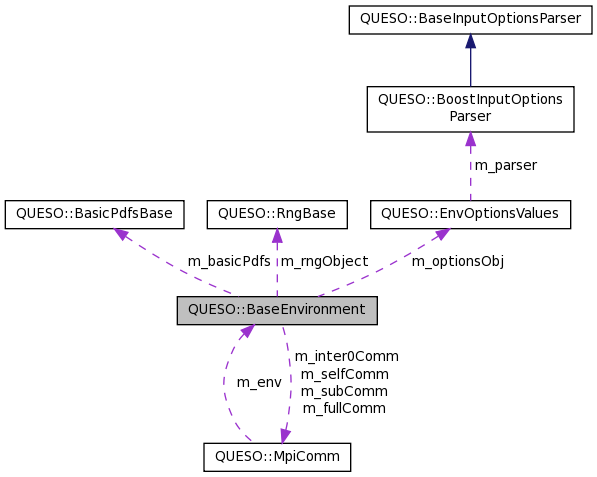 QUESO::BaseInputOptionsParser
QUESO::BoostInputOptions
Parser
m_parser
QUESO::BasicPdfsBase
QUESO::RngBase
QUESO::EnvOptionsValues
m_basicPdfs
m_rngObject
m_optionsObj
QUESO::BaseEnvironment
m_env
m_inter0Comm
m_selfComm
m_subComm
m_fullComm
QUESO::MpiComm